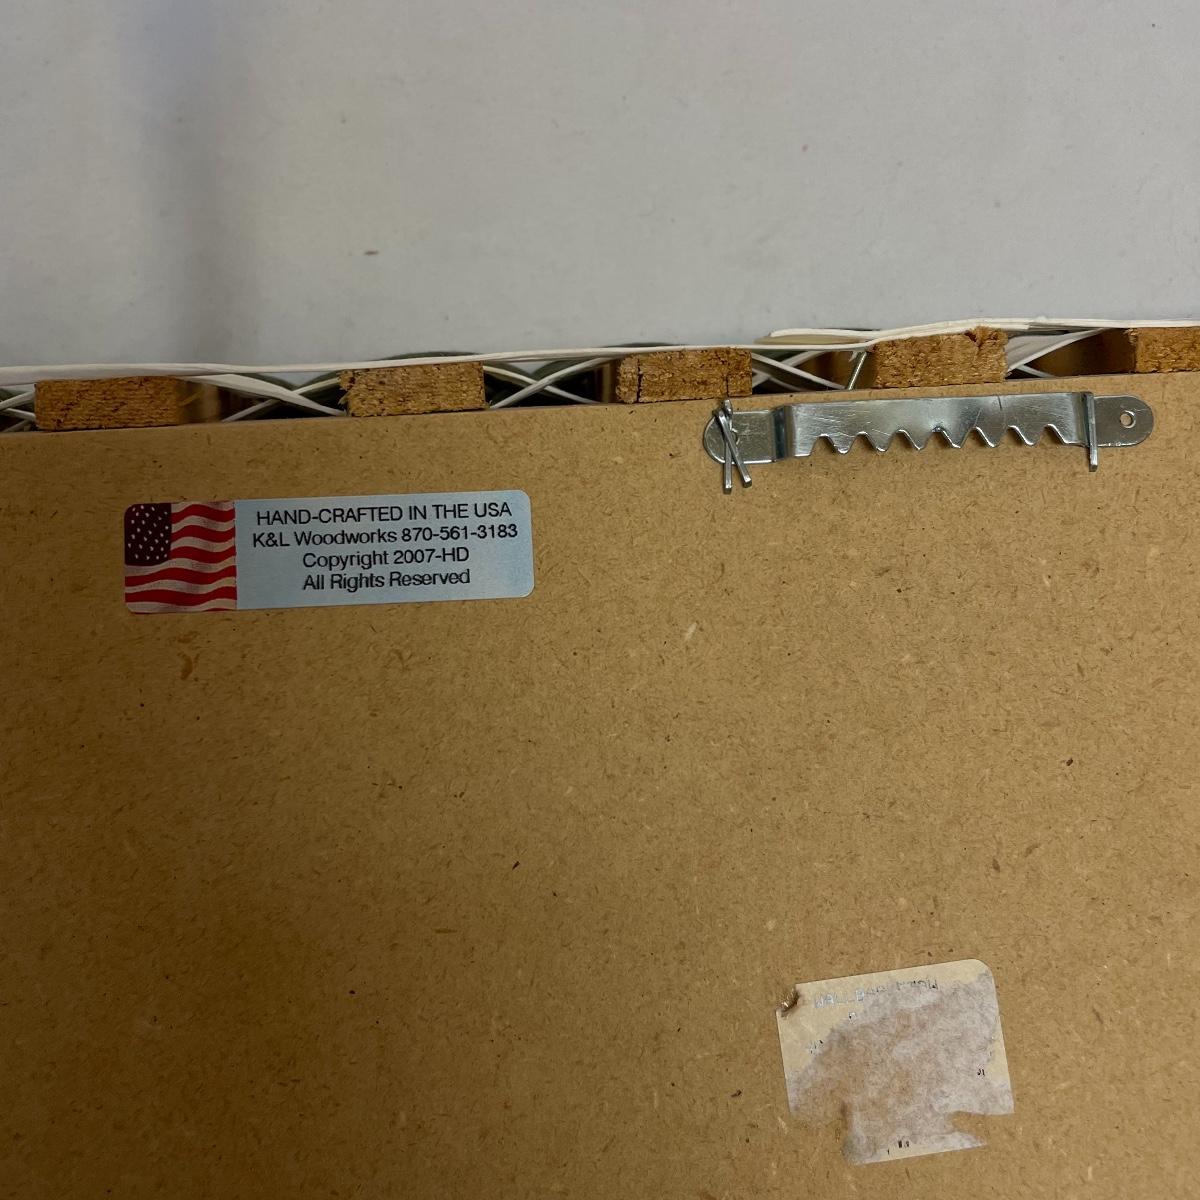 HAND-CRAFTED IN THE USA
K&L Woodworks 870-561-3183
Copyright 2007-HD
All Rights Reserved